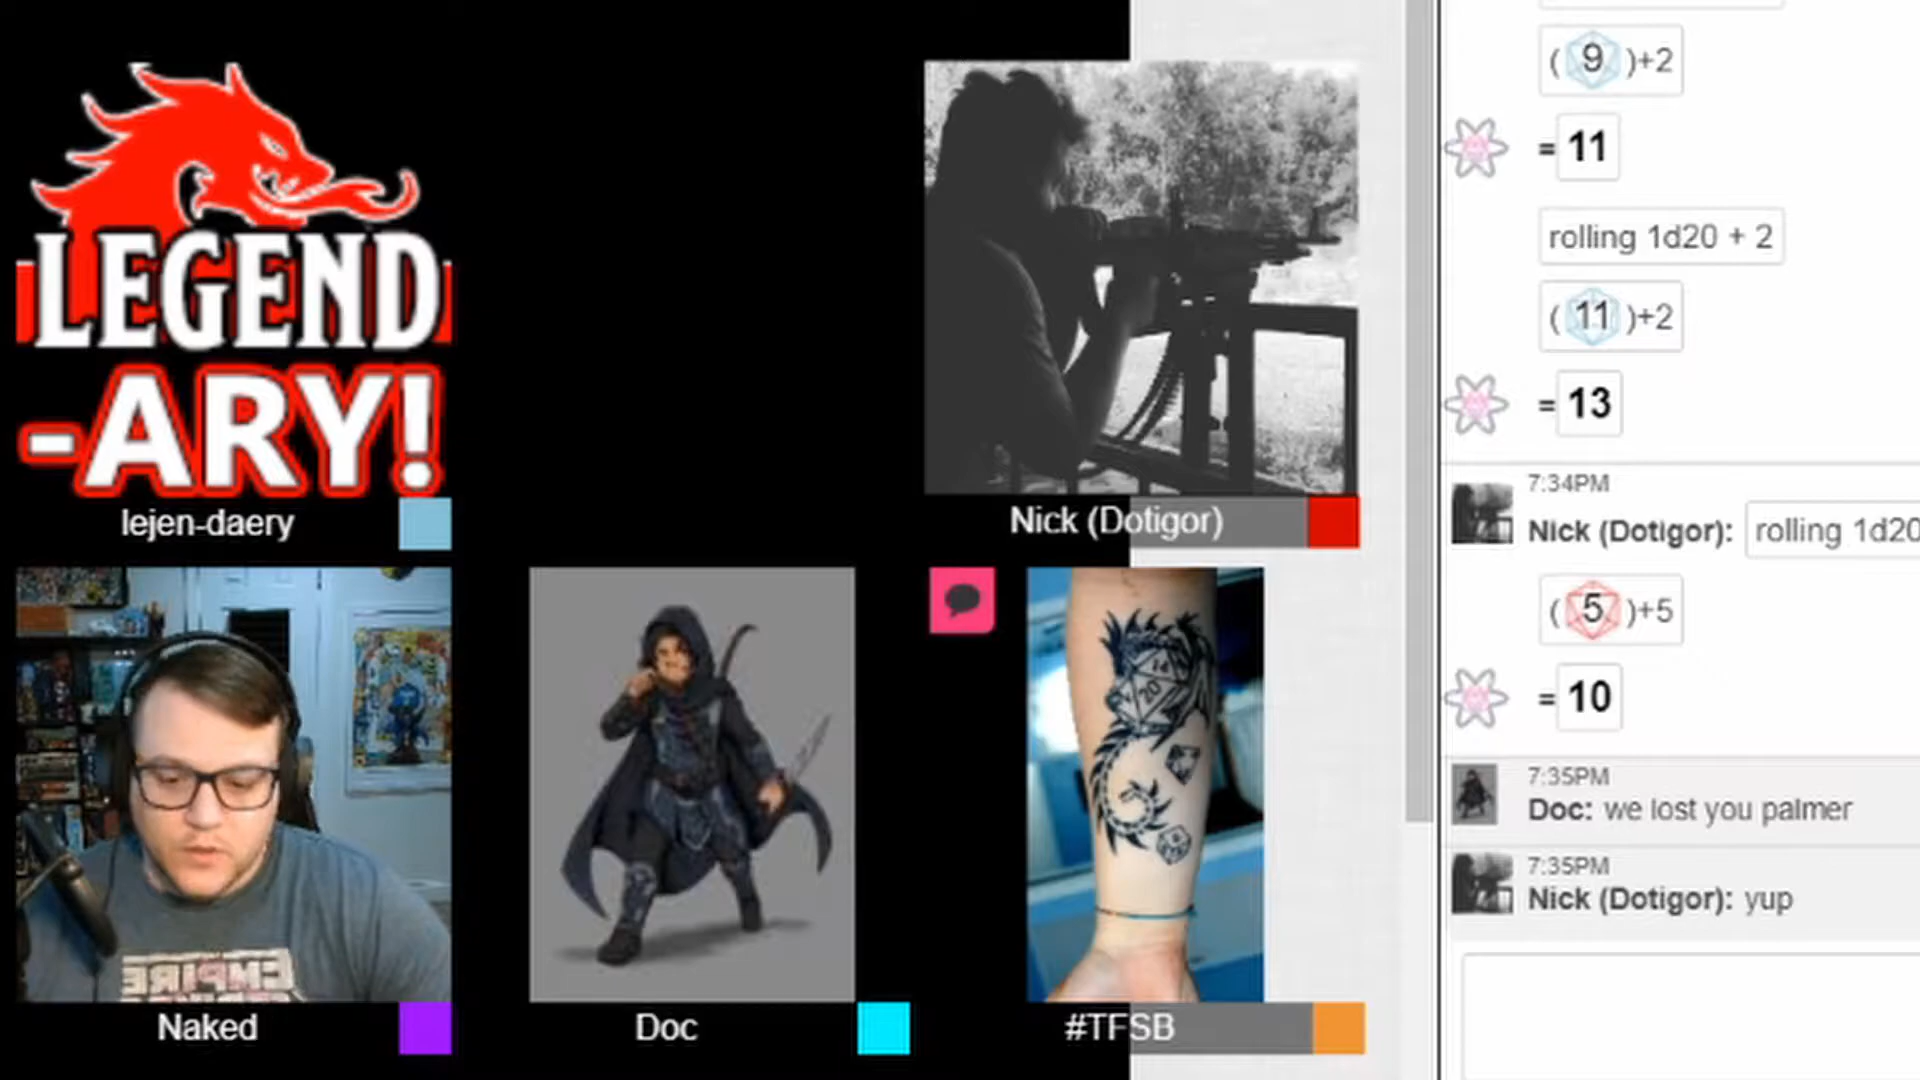 LEGEND
-ARY!
lejen-daery
Nick (Dotigor)
Naked
Doc
#TFSB
20
EMPIRE
(9)+2
= 11
rolling 1d20 + 2
(11)+2
= 13
7:34PM
Nick (Dotigor): rolling 1d20
(5)+5
= 10
7:35PM
Doc: we lost you palmer
7:35PM
Nick (Dotigor): yup